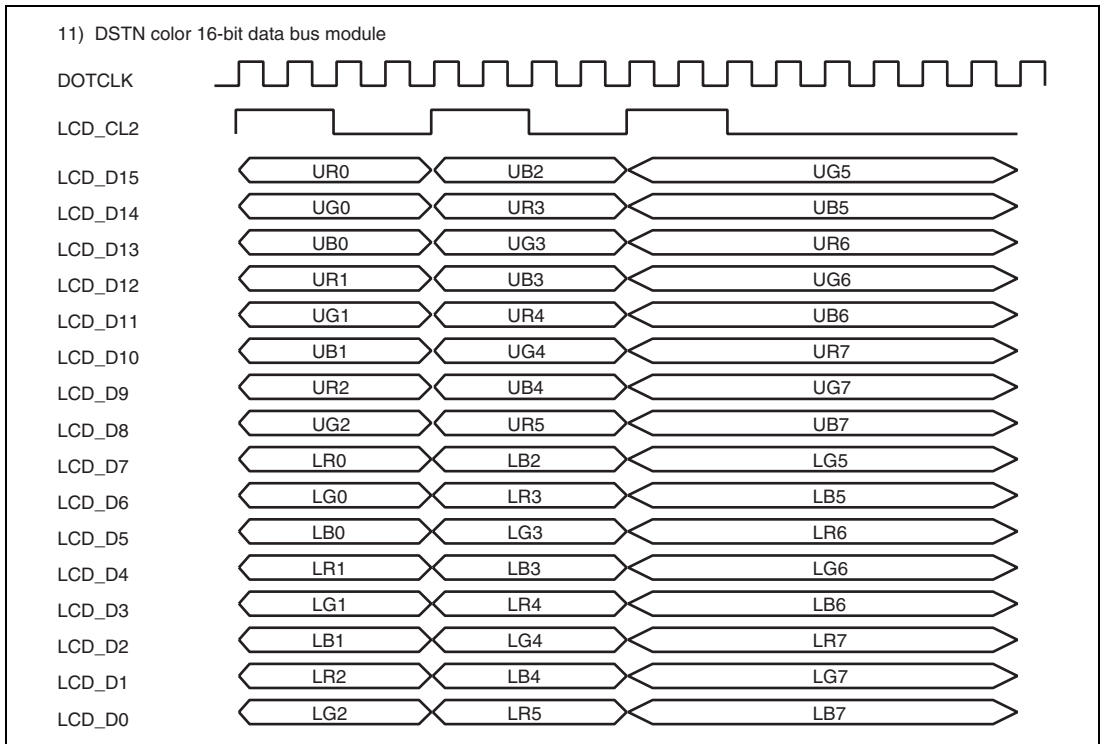 11) DSTN color 16-bit data bus module
DOTCLK
LCD_CL2
LCD_D15 UR0 UB2 UG5
LCD_D14 UG0 UR3 UB5
LCD_D13 UB0 UG3 UR6
LCD_D12 UR1 UB3 UG6
LCD_D11 UG1 UR4 UB6
LCD_D10 UB1 UG4 UR7
LCD_D9 UR2 UB4 UG7
LCD_D8 UG2 UR5 UB7
LCD_D7 LR0 LB2 LG5
LCD_D6 LG0 LR3 LB5
LCD_D5 LB0 LG3 LR6
LCD_D4 LR1 LB3 LG6
LCD_D3 LG1 LR4 LB6
LCD_D2 LB1 LG4 LR7
LCD_D1 LR2 LB4 LG7
LCD_D0 LG2 LR5 LB7